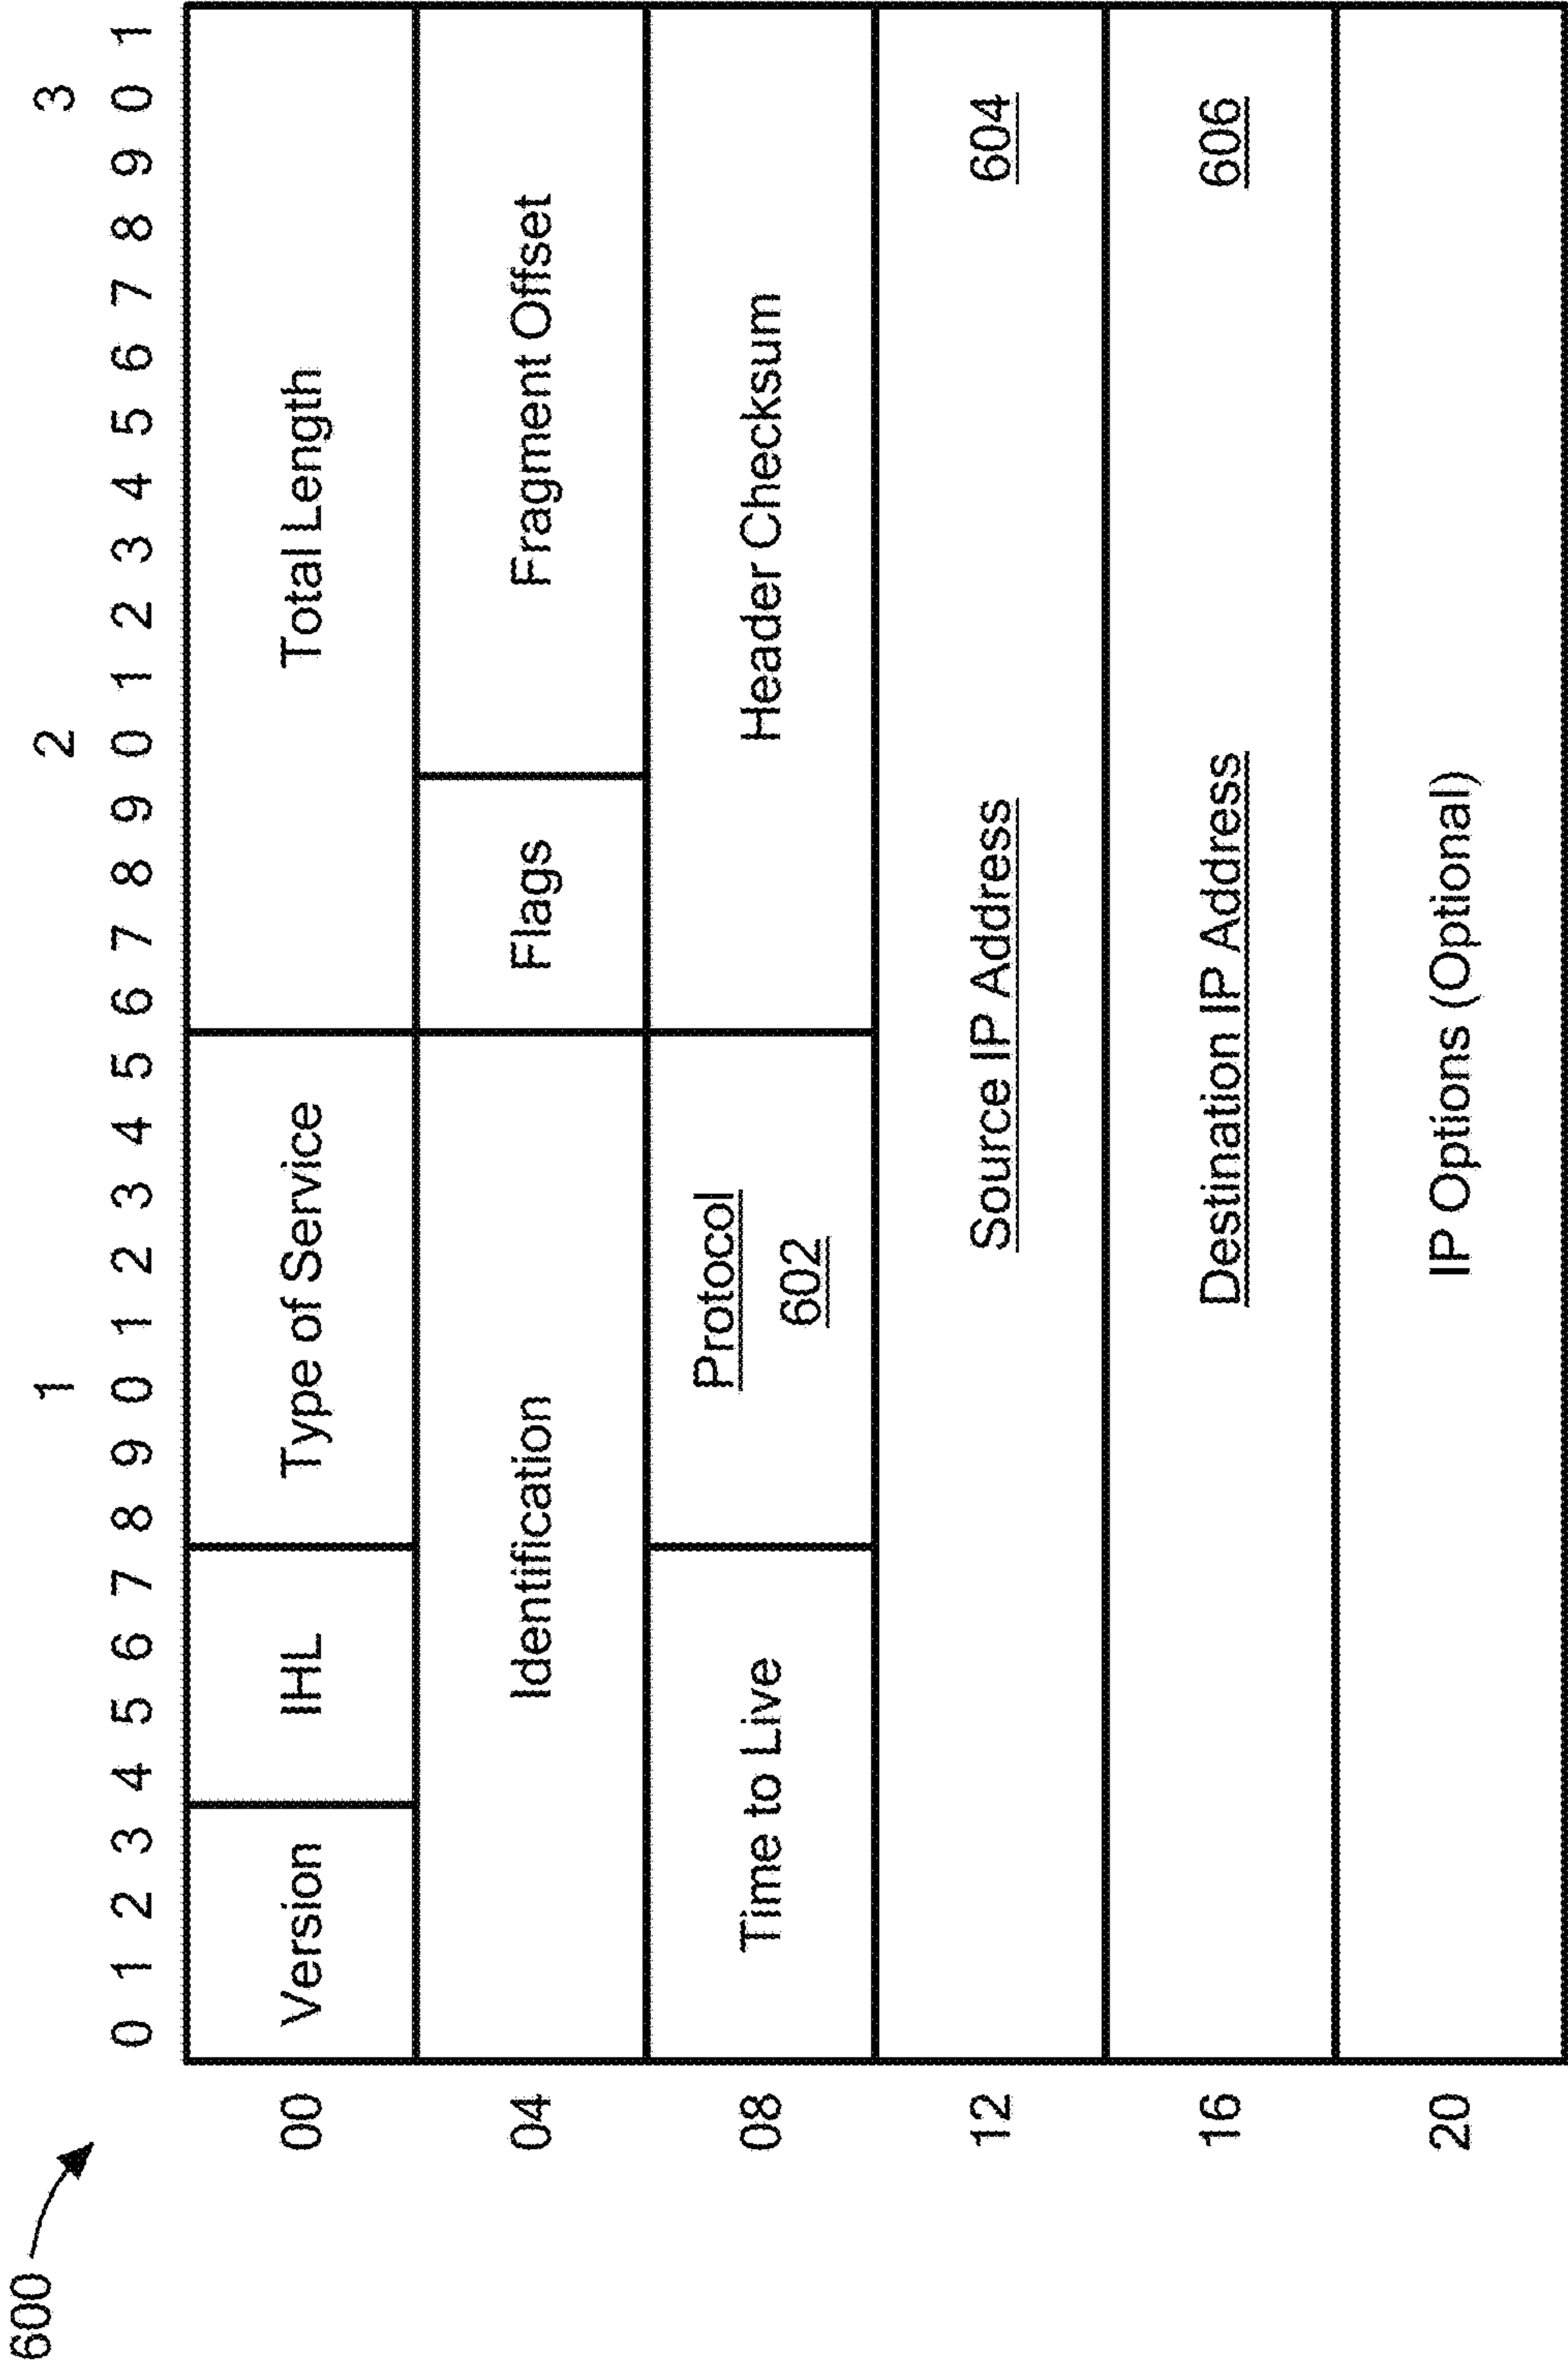 600
1 2 3
0 1 2 3 4 5 6 7 8 9 0 1 2 3 4 5 6 7 8 9 0 1 2 3 4 5 6 7 8 9 0 1
00 Version IHL Type of Service Total Length
04 Identification Flags Fragment Offset
08 Time to Live Protocol 602 Header Checksum
12 Source IP Address 604
16 Destination IP Address 606
20 IP Options (Optional)